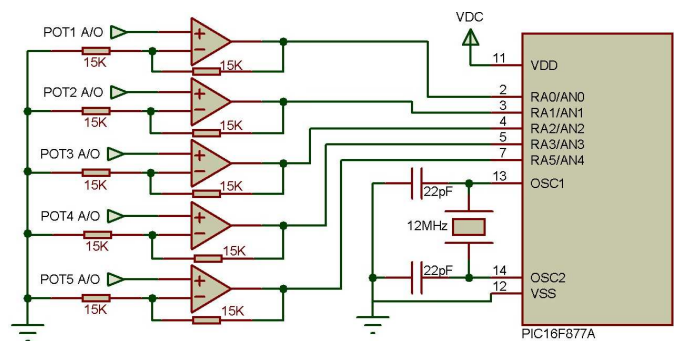 VDC
POT1 A/O
15K
15K
11
VDD
POT2 A/O
15K
15K
2
RA0/AN0
3
RA1/AN1
4
RA2/AN2
5
RA3/AN3
7
RA5/AN4
POT3 A/O
15K
15K
13
OSC1
22pF
POT4 A/O
15K
15K
12MHz
POT5 A/O
15K
15K
22pF
14
OSC2
12
VSS
PIC16F877A